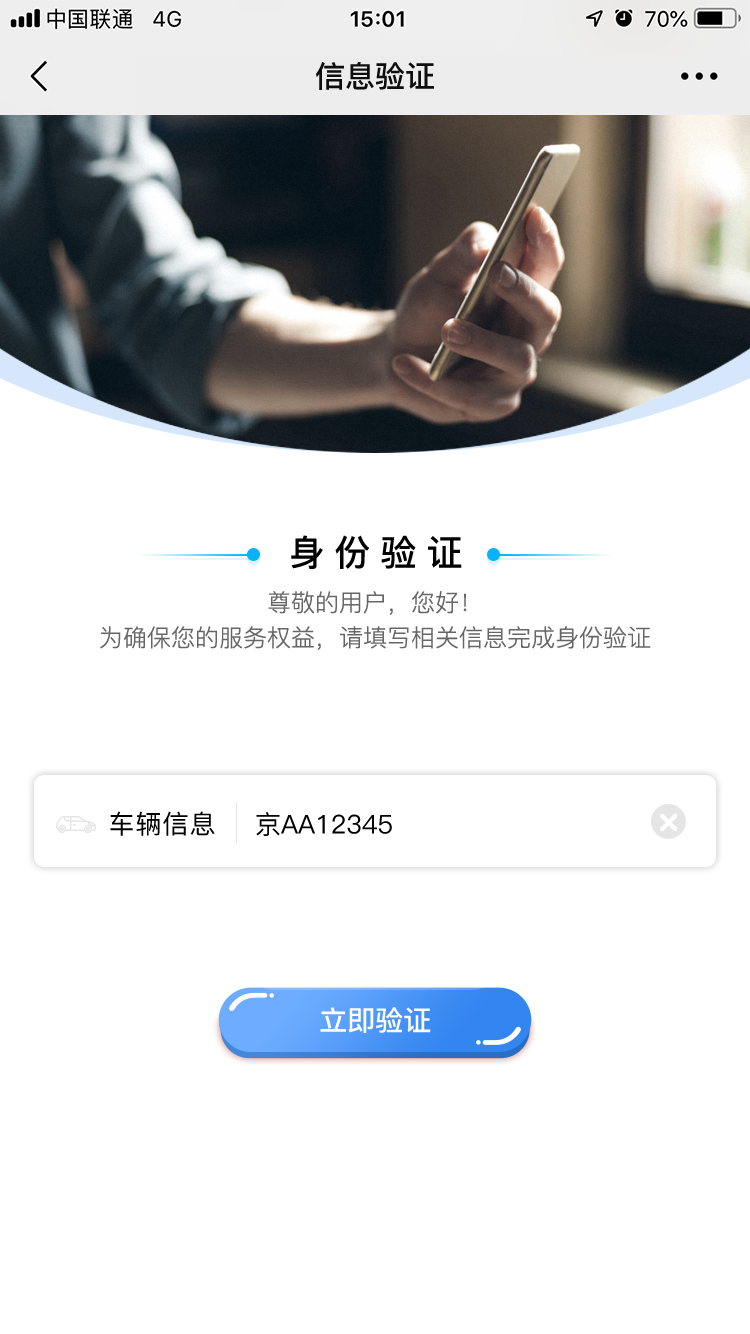 中国联通 4G 15:01 70%
信息验证
身份验证
尊敬的用户，您好！
为确保您的服务权益，请填写相关信息完成身份验证
车辆信息 京AA12345
立即验证